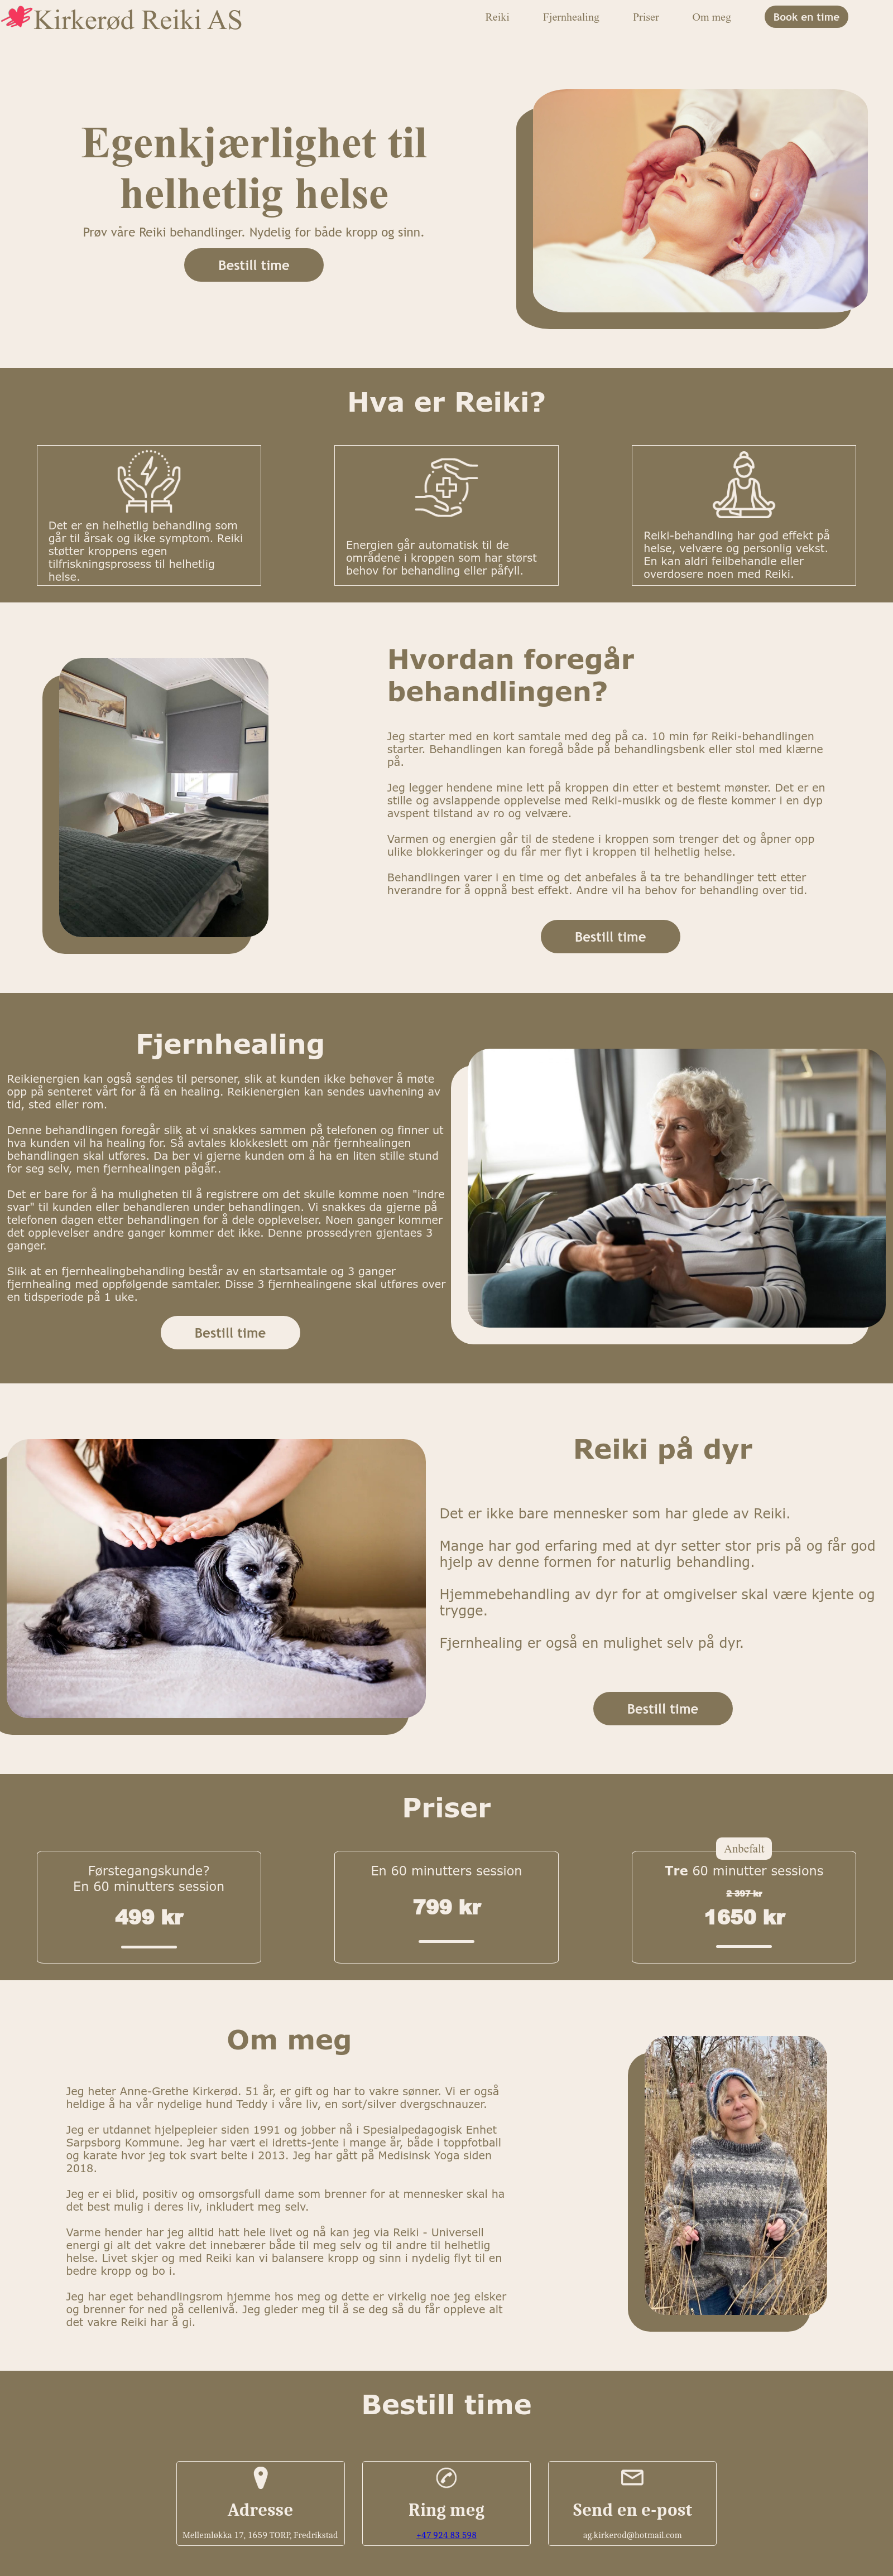 Kirkerød Reiki AS
Reiki
Fjernhealing
Priser
Om meg
Book en time
Egenkjærlighet til
helhetlig helse
Prøv våre Reiki behandlinger. Nydelig for både kropp og sinn.
Bestill time
Hva er Reiki?
Det er en helhetlig behandling som
går til årsak og ikke symptom. Reiki
støtter kroppens egen
tilfriskningsprosess til helhetlig
helse.
Energien går automatisk til de
områdene i kroppen som har størst
behov for behandling eller påfyll.
Reiki-behandling har god effekt på
helse, velvære og personlig vekst.
En kan aldri feilbehandle eller
overdosere noen med Reiki.
Hvordan foregår
behandlingen?
Jeg starter med en kort samtale med deg på ca. 10 min før Reiki-behandlingen
starter. Behandlingen kan foregå både på behandlingsbenk eller stol med klærne
på.
Jeg legger hendene mine lett på kroppen din etter et bestemt mønster. Det er en
stille og avslappende opplevelse med Reiki-musikk og de fleste kommer i en dyp
avspent tilstand av ro og velvære.
Varmen og energien går til de stedene i kroppen som trenger det og åpner opp
ulike blokkeringer og du får mer flyt i kroppen til helhetlig helse.
Behandlingen varer i en time og det anbefales å ta tre behandlinger tett etter
hverandre for å oppnå best effekt. Andre vil ha behov for behandling over tid.
Bestill time
Fjernhealing
Reikienergien kan også sendes til personer, slik at kunden ikke behøver å møte
opp på senteret vårt for å få en healing. Reikienergien kan sendes uavhening av
tid, sted eller rom.
Denne behandlingen foregår slik at vi snakkes sammen på telefonen og finner ut
hva kunden vil ha healing for. Så avtales klokkeslett om når fjernhealingen
behandlingen skal utføres. Da ber vi gjerne kunden om å ha en liten stille stund
for seg selv, men fjernhealingen pågår..
Det er bare for å ha muligheten til å registrere om det skulle komme noen "indre
svar" til kunden eller behandleren under behandlingen. Vi snakkes da gjerne på
telefonen dagen etter behandlingen for å dele opplevelser. Noen ganger kommer
det opplevelser andre ganger kommer det ikke. Denne prossedyren gjentaes 3
ganger.
Slik at en fjernhealingbehandling består av en startsamtale og 3 ganger
fjernhealing med oppfølgende samtaler. Disse 3 fjernhealingene skal utføres over
en tidsperiode på 1 uke.
Bestill time
Reiki på dyr
Det er ikke bare mennesker som har glede av Reiki.
Mange har god erfaring med at dyr setter stor pris på og får god
hjelp av denne formen for naturlig behandling.
Hjemmebehandling av dyr for at omgivelser skal være kjente og
trygge.
Fjernhealing er også en mulighet selv på dyr.
Bestill time
Priser
Førstegangskunde?
En 60 minutters session
499 kr
En 60 minutters session
799 kr
Anbefalt
Tre 60 minutter sessions
2 397 kr
1650 kr
Om meg
Jeg heter Anne-Grethe Kirkerød. 51 år, er gift og har to vakre sønner. Vi er også
heldige å ha vår nydelige hund Teddy i våre liv, en sort/silver dvergschnauzer.
Jeg er utdannet hjelpepleier siden 1991 og jobber nå i Spesialpedagogisk Enhet
Sarpsborg Kommune. Jeg har vært ei idretts-jente i mange år, både i toppfotball
og karate hvor jeg tok svart belte i 2013. Jeg har gått på Medisinsk Yoga siden
2018.
Jeg er ei blid, positiv og omsorgsfull dame som brenner for at mennesker skal ha
det best mulig i deres liv, inkludert meg selv.
Varme hender har jeg alltid hatt hele livet og nå kan jeg via Reiki - Universell
energi gi alt det vakre det innebærer både til meg selv og til andre til helhetlig
helse. Livet skjer og med Reiki kan vi balansere kropp og sinn i nydelig flyt til en
bedre kropp og bo i.
Jeg har eget behandlingsrom hjemme hos meg og dette er virkelig noe jeg elsker
og brenner for ned på cellenivå. Jeg gleder meg til å se deg så du får oppleve alt
det vakre Reiki har å gi.
Bestill time
Adresse
Mellemløkka 17, 1659 TORP, Fredrikstad
Ring meg
+47 924 83 598
Send en e-post
ag.kirkerod@hotmail.com